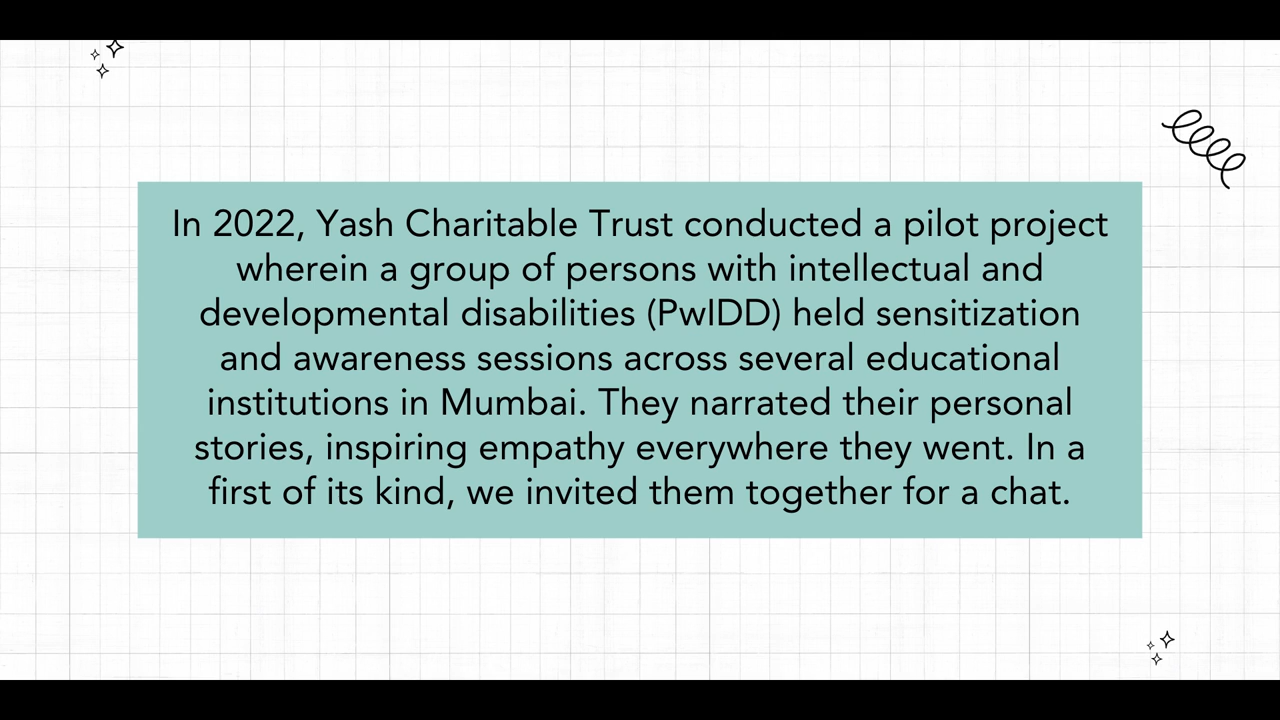 In 2022, Yash Charitable Trust conducted a pilot project
wherein a group of persons with intellectual and
developmental disabilities (PwIDD) held sensitization
and awareness sessions across several educational
institutions in Mumbai. They narrated their personal
stories, inspiring empathy everywhere they went. In a
first of its kind, we invited them together for a chat.